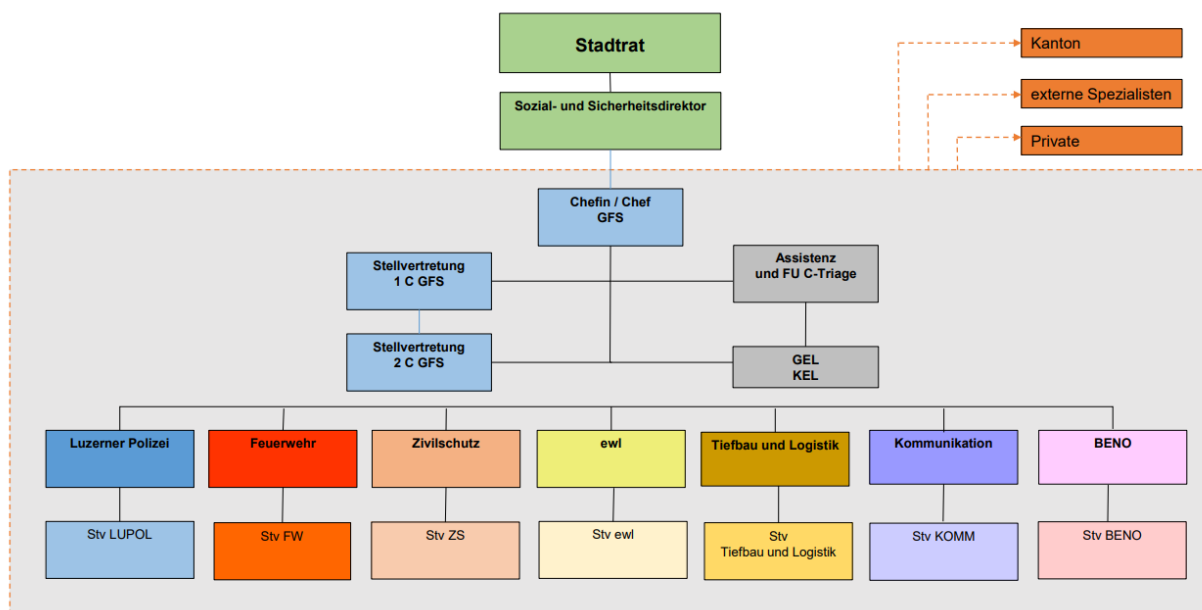 Stadtrat
Kanton
Sozial- und Sicherheitsdirektor
externe Spezialisten
Private
Chefin / Chef
GFS
Stellvertretung
1 C GFS
Assistenz
und FU C-Triage
Stellvertretung
2 C GFS
GEL
KEL
Luzerner Polizei
Feuerwehr
Zivilschutz
ewl
Tiefbau und Logistik
Kommunikation
BENO
Stv LUPOL
Stv FW
Stv ZS
Stv ewl
Stv
Tiefbau und Logistik
Stv KOMM
Stv BENO